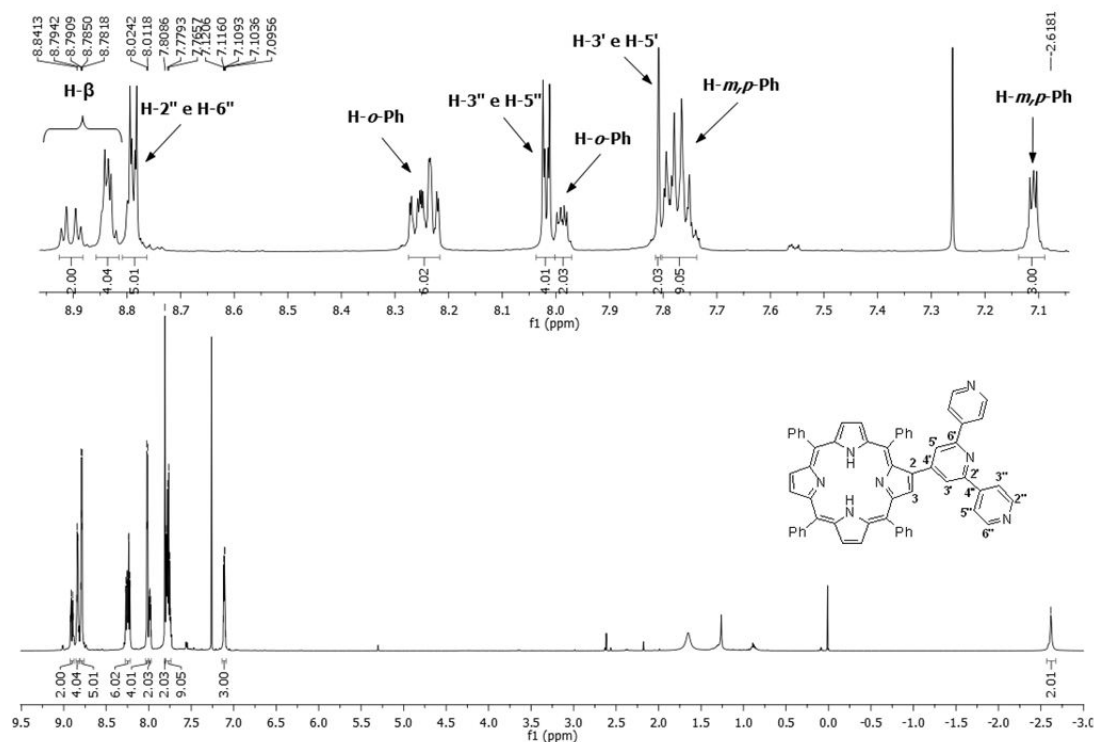 8.8413
8.7942
8.7909
8.7850
8.7818
8.0242
8.0118
7.8086
7.7793
7.7657
7.1206
7.1160
7.1093
7.1036
7.0956
-2.6181
H-β
H-2'' e H-6''
H-o-Ph
H-3'' e H-5''
H-o-Ph
H-3' e H-5'
H-m,p-Ph
H-m,p-Ph
2.00
4.04
5.01
6.02
4.01
2.03
2.03
9.05
3.00
8.9 8.8 8.7 8.6 8.5 8.4 8.3 8.2 8.1 8.0 7.9 7.8 7.7 7.6 7.5 7.4 7.3 7.2 7.1
f1 (ppm)
N
Ph Ph
6' 5'
NH N
2 4' 2' 3''
N N
3 3' 4'' 2''
HN 5'' N
Ph Ph 6''
2.00
4.04
5.01
6.02
4.01
2.03
2.03
9.05
3.00
2.01
9.5 9.0 8.5 8.0 7.5 7.0 6.5 6.0 5.5 5.0 4.5 4.0 3.5 3.0 2.5 2.0 1.5 1.0 0.5 0.0 -0.5 -1.0 -1.5 -2.0 -2.5 -3.0
f1 (ppm)